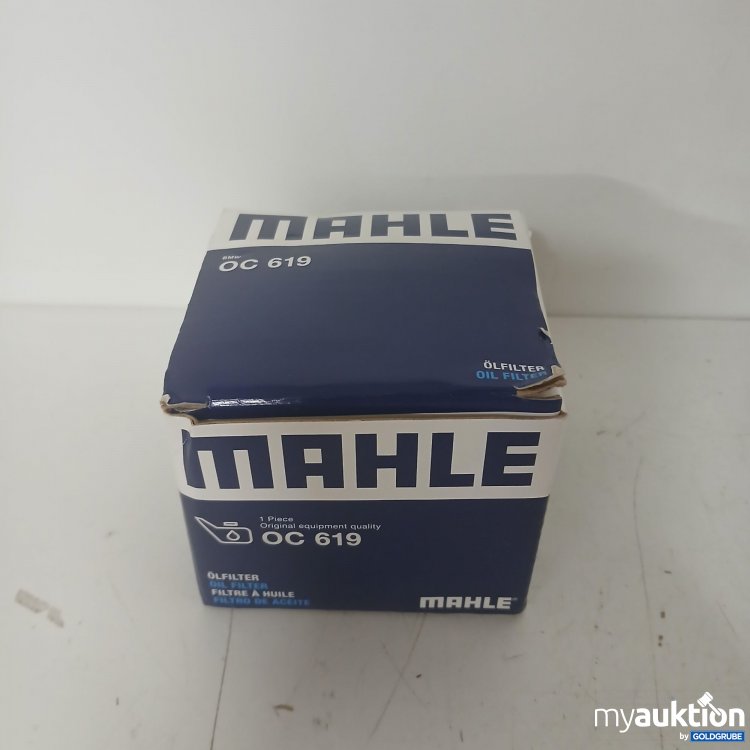 MAHLE
BMW
OC 619
ÖLFILTER
OIL FILTER
MAHLE
1 Piece
Original equipment quality
OC 619
ÖLFILTER
OIL FILTER
FILTRE À HUILE
FILTRO DE ACEITE
MAHLE®
myauktion
by GOLDGRUBE